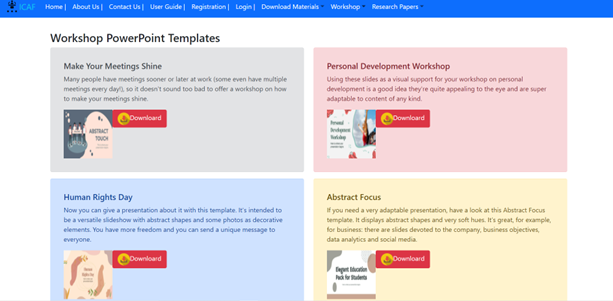 ICAF Home | About Us | Contact Us | User Guide | Registration | Login | Download Materials Workshop Research Papers
Workshop PowerPoint Templates
Make Your Meetings Shine
Many people have meetings sooner or later at work (some even have multiple
meetings every day!), so it doesn't sound too bad to offer a workshop on how
to make your meetings shine.
ABSTRACT
TOUCH
Downloard
Personal Development Workshop
Using these slides as a visual support for your workshop on personal
development is a good idea they're quite appealing to the eye and are super
adaptable to content of any kind.
Personal
Development
Workshop
Downloard
Human Rights Day
Now you can give a presentation about it with this template. It's intended to
be a versatile slideshow with abstract shapes and some photos as decorative
elements. You have more freedom and you can send a unique message to
everyone.
Human
Rights Day
Downloard
Abstract Focus
If you need a very adaptable presentation, have a look at this Abstract Focus
template. It displays abstract shapes and very soft hues. It's great, for example,
for business: there are slides devoted to the company, business objectives,
data analytics and social media.
Elegant Education
Pack for Students
Downloard